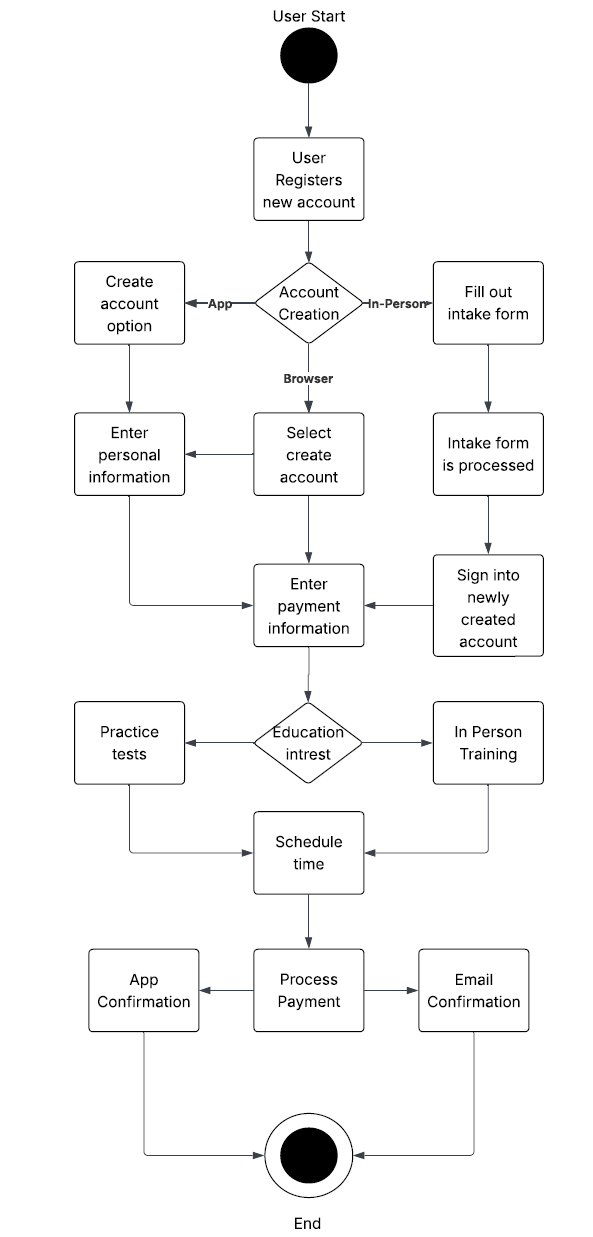 User Start
User
Registers
new account
Create
account
option
App
Account
Creation
In-Person
Fill out
intake form
Browser
Enter
personal
information
Select
create
account
Intake form
is processed
Enter
payment
information
Sign into
newly
created
account
Practice
tests
Education
intrest
In Person
Training
Schedule
time
App
Confirmation
Process
Payment
Email
Confirmation
End